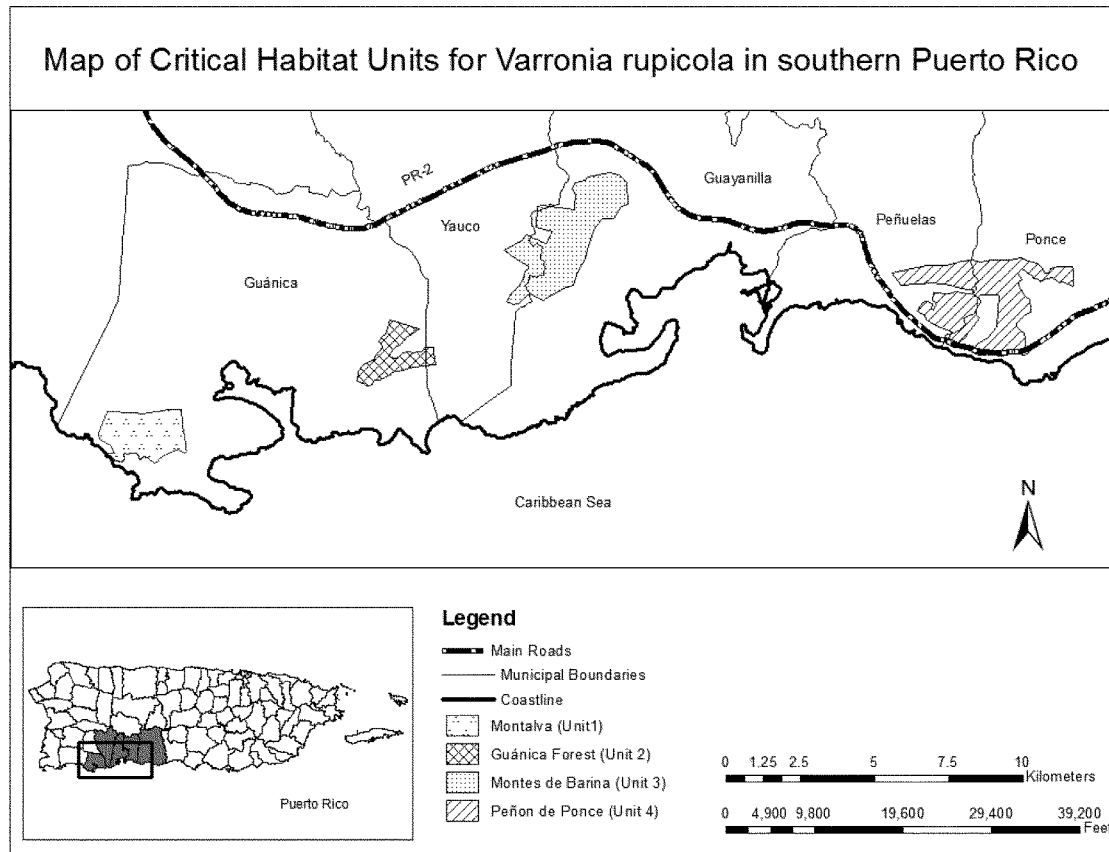 Map of Critical Habitat Units for Varronia rupicola in southern Puerto Rico
PR-2
Guayanilla
Yauco
Peñuelas
Ponce
Guánica
Caribbean Sea
N
Legend
Main Roads
Municipal Boundaries
Coastline
Montalva (Unit1)
Guánica Forest (Unit 2)
Montes de Barina (Unit 3)
Peñon de Ponce (Unit 4)
Puerto Rico
0 1.25 2.5 5 7.5 10
Kilometers
0 4,900 9,800 19,600 29,400 39,200
Feet